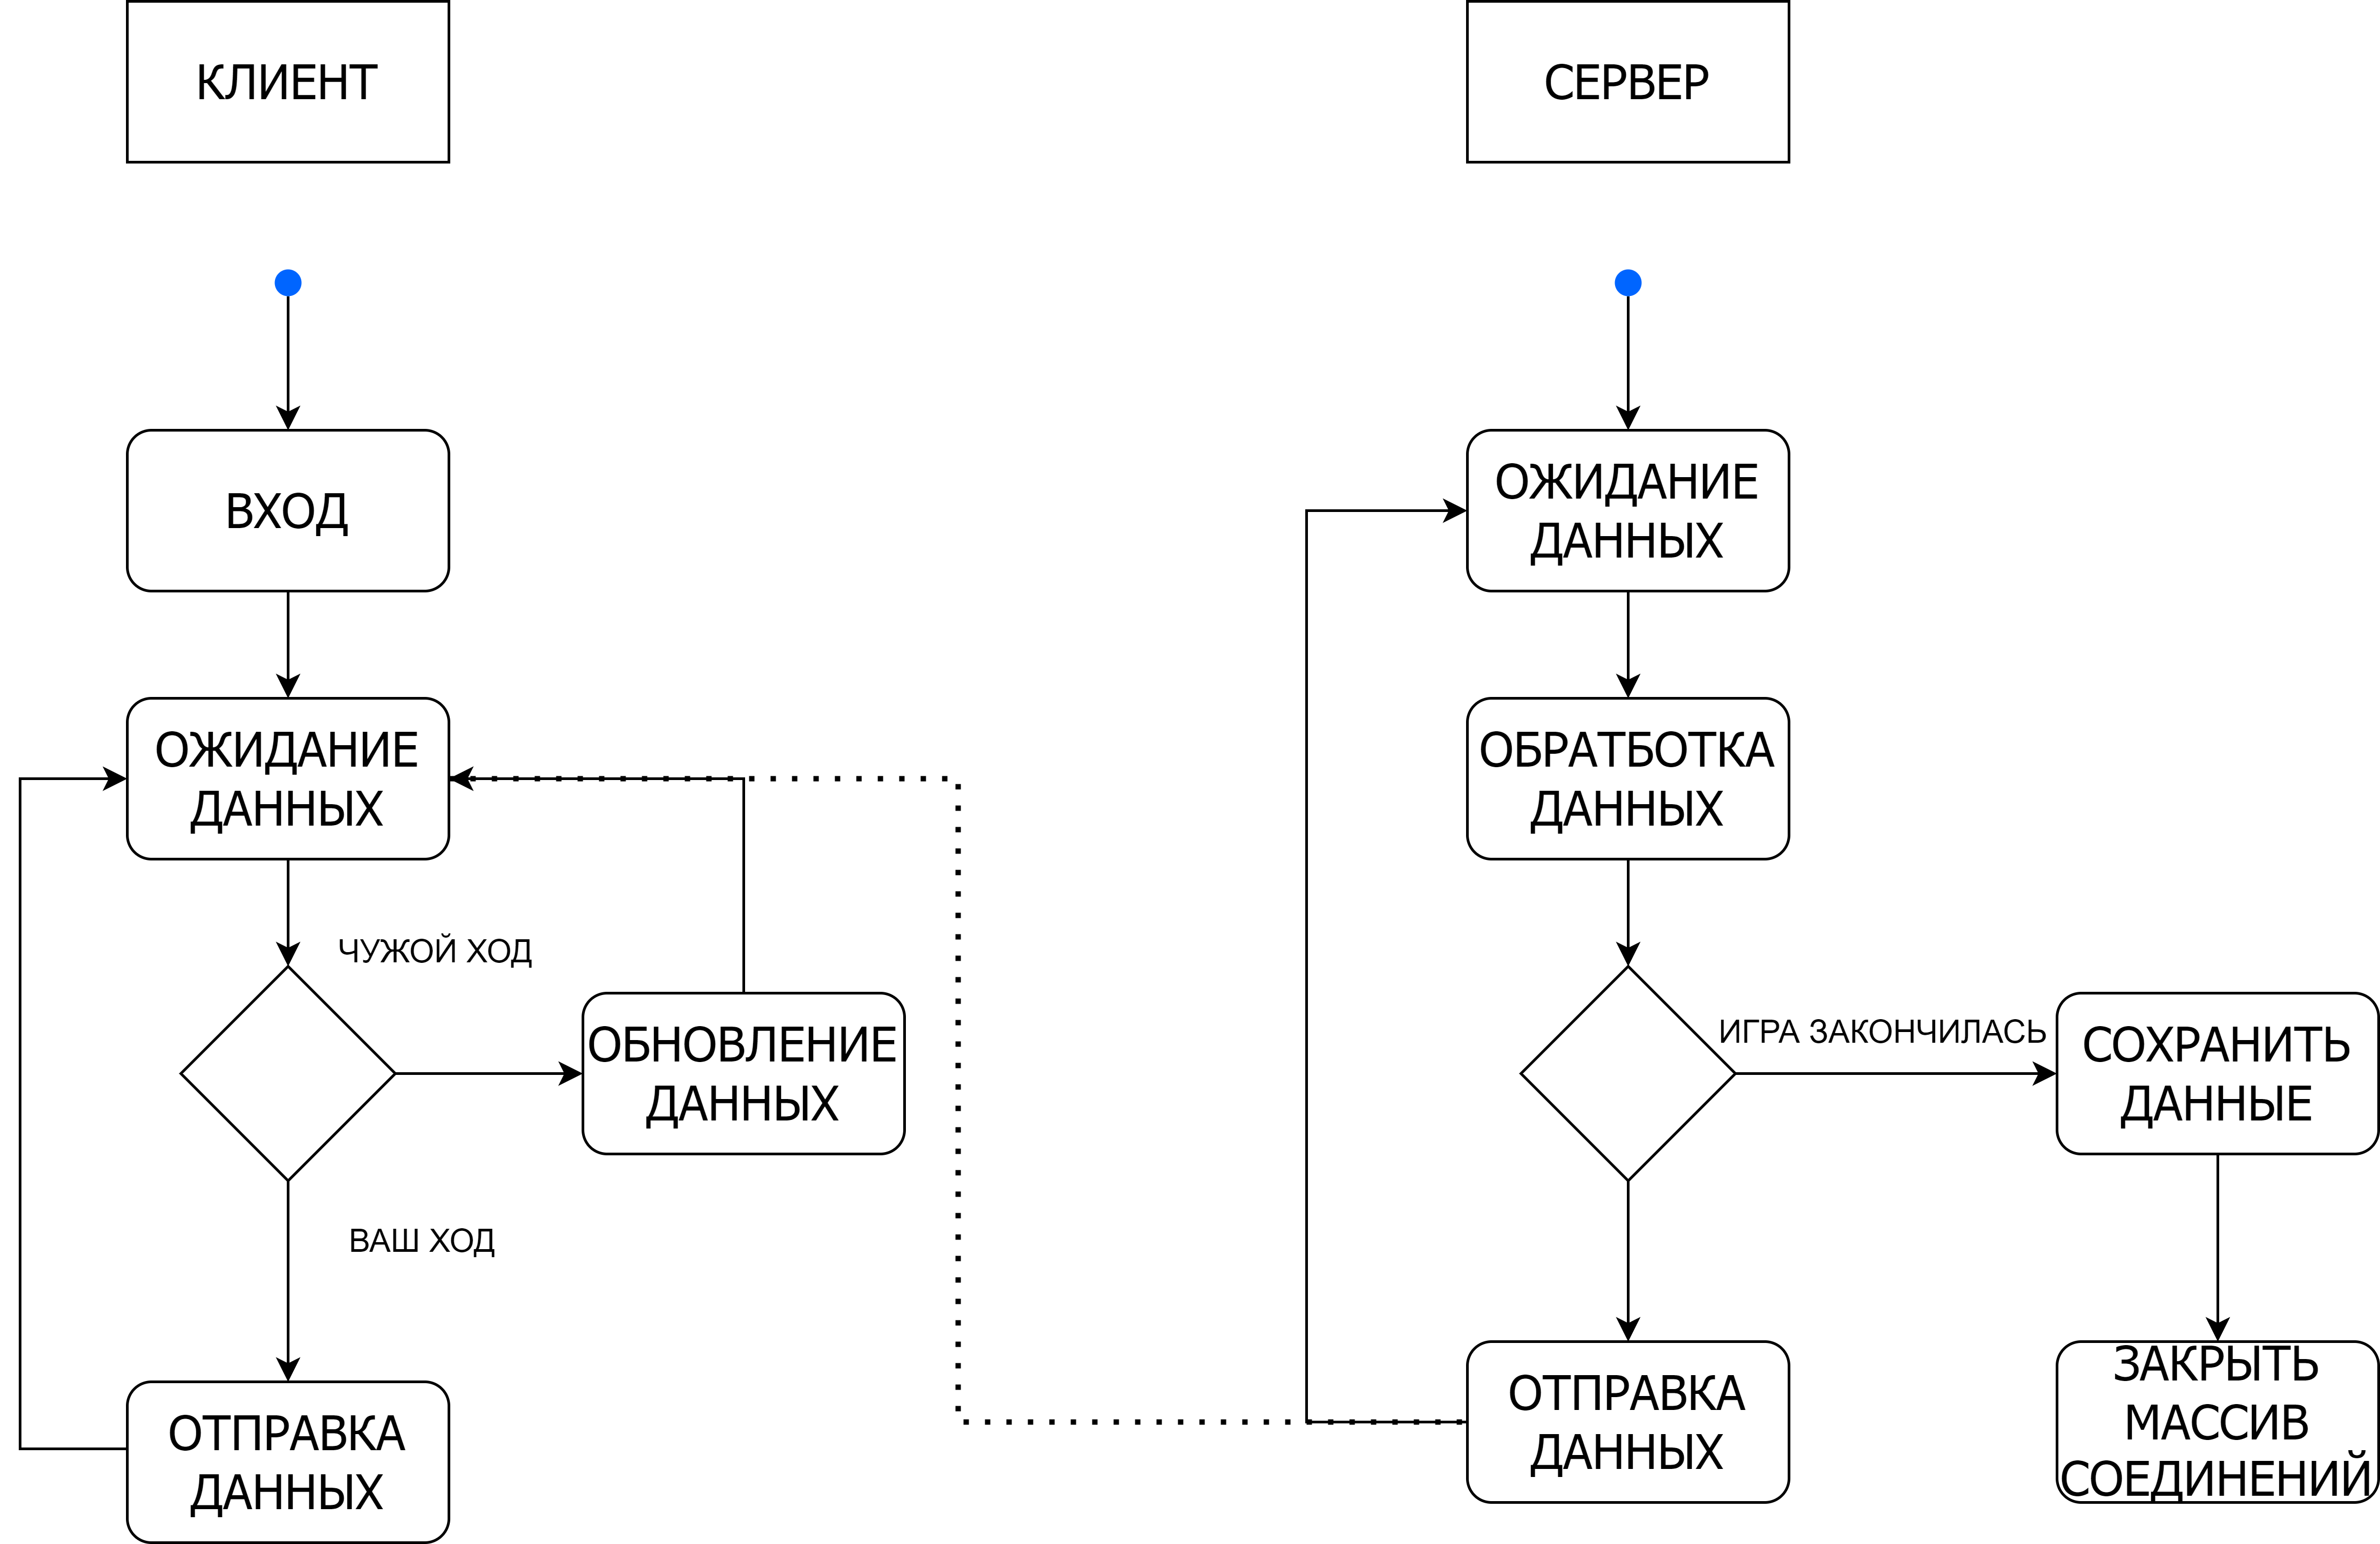 КЛИЕНТ
СЕРВЕР
ВХОД
ОЖИДАНИЕ
ДАННЫХ
ОЖИДАНИЕ
ДАННЫХ
ОБРАТБОТКА
ДАННЫХ
ЧУЖОЙ ХОД
ОБНОВЛЕНИЕ
ДАННЫХ
ИГРА ЗАКОНЧИЛАСЬ
СОХРАНИТЬ
ДАННЫЕ
ВАШ ХОД
ОТПРАВКА
ДАННЫХ
ОТПРАВКА
ДАННЫХ
ЗАКРЫТЬ
МАССИВ
СОЕДИНЕНИЙ